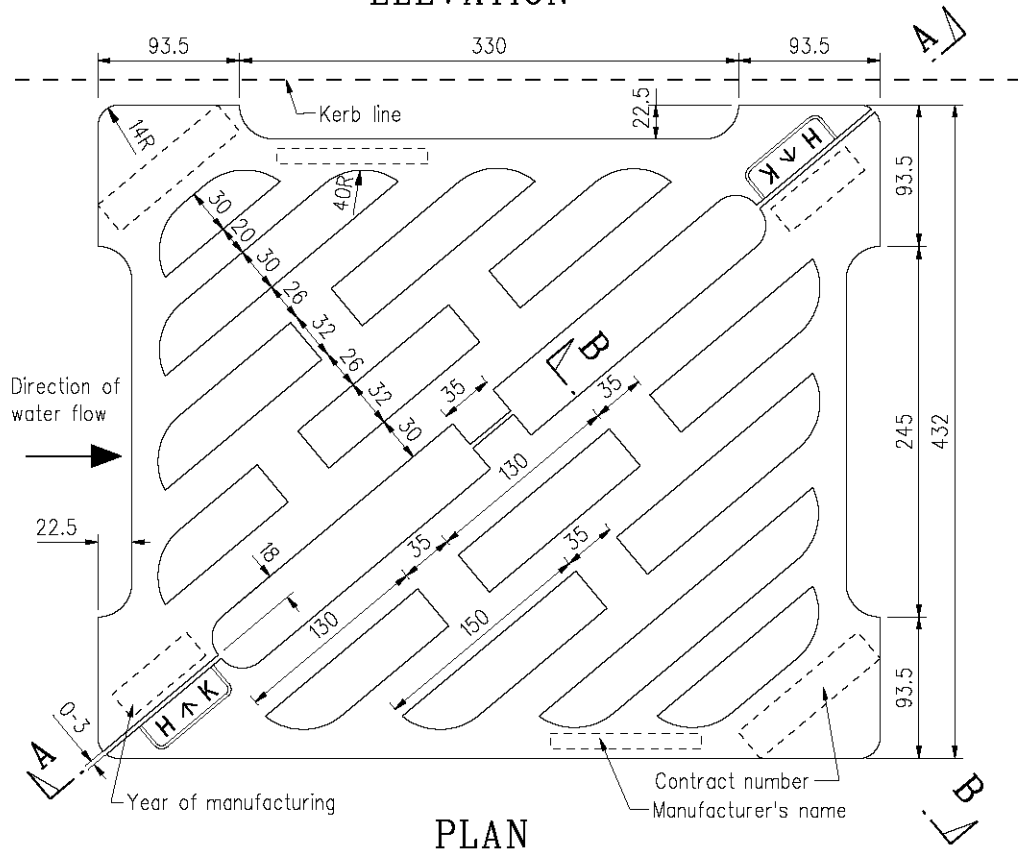 ELEVATION
93.5
330
93.5
A
Kerb line
22.5
14R
H K
40R
93.5
30
20
30
26
32
26
32
30
B
35
35
Direction of
water flow
245
432
130
22.5
18
35
35
130
150
93.5
H K
0-3
A
Year of manufacturing
Contract number
Manufacturer's name
B
PLAN